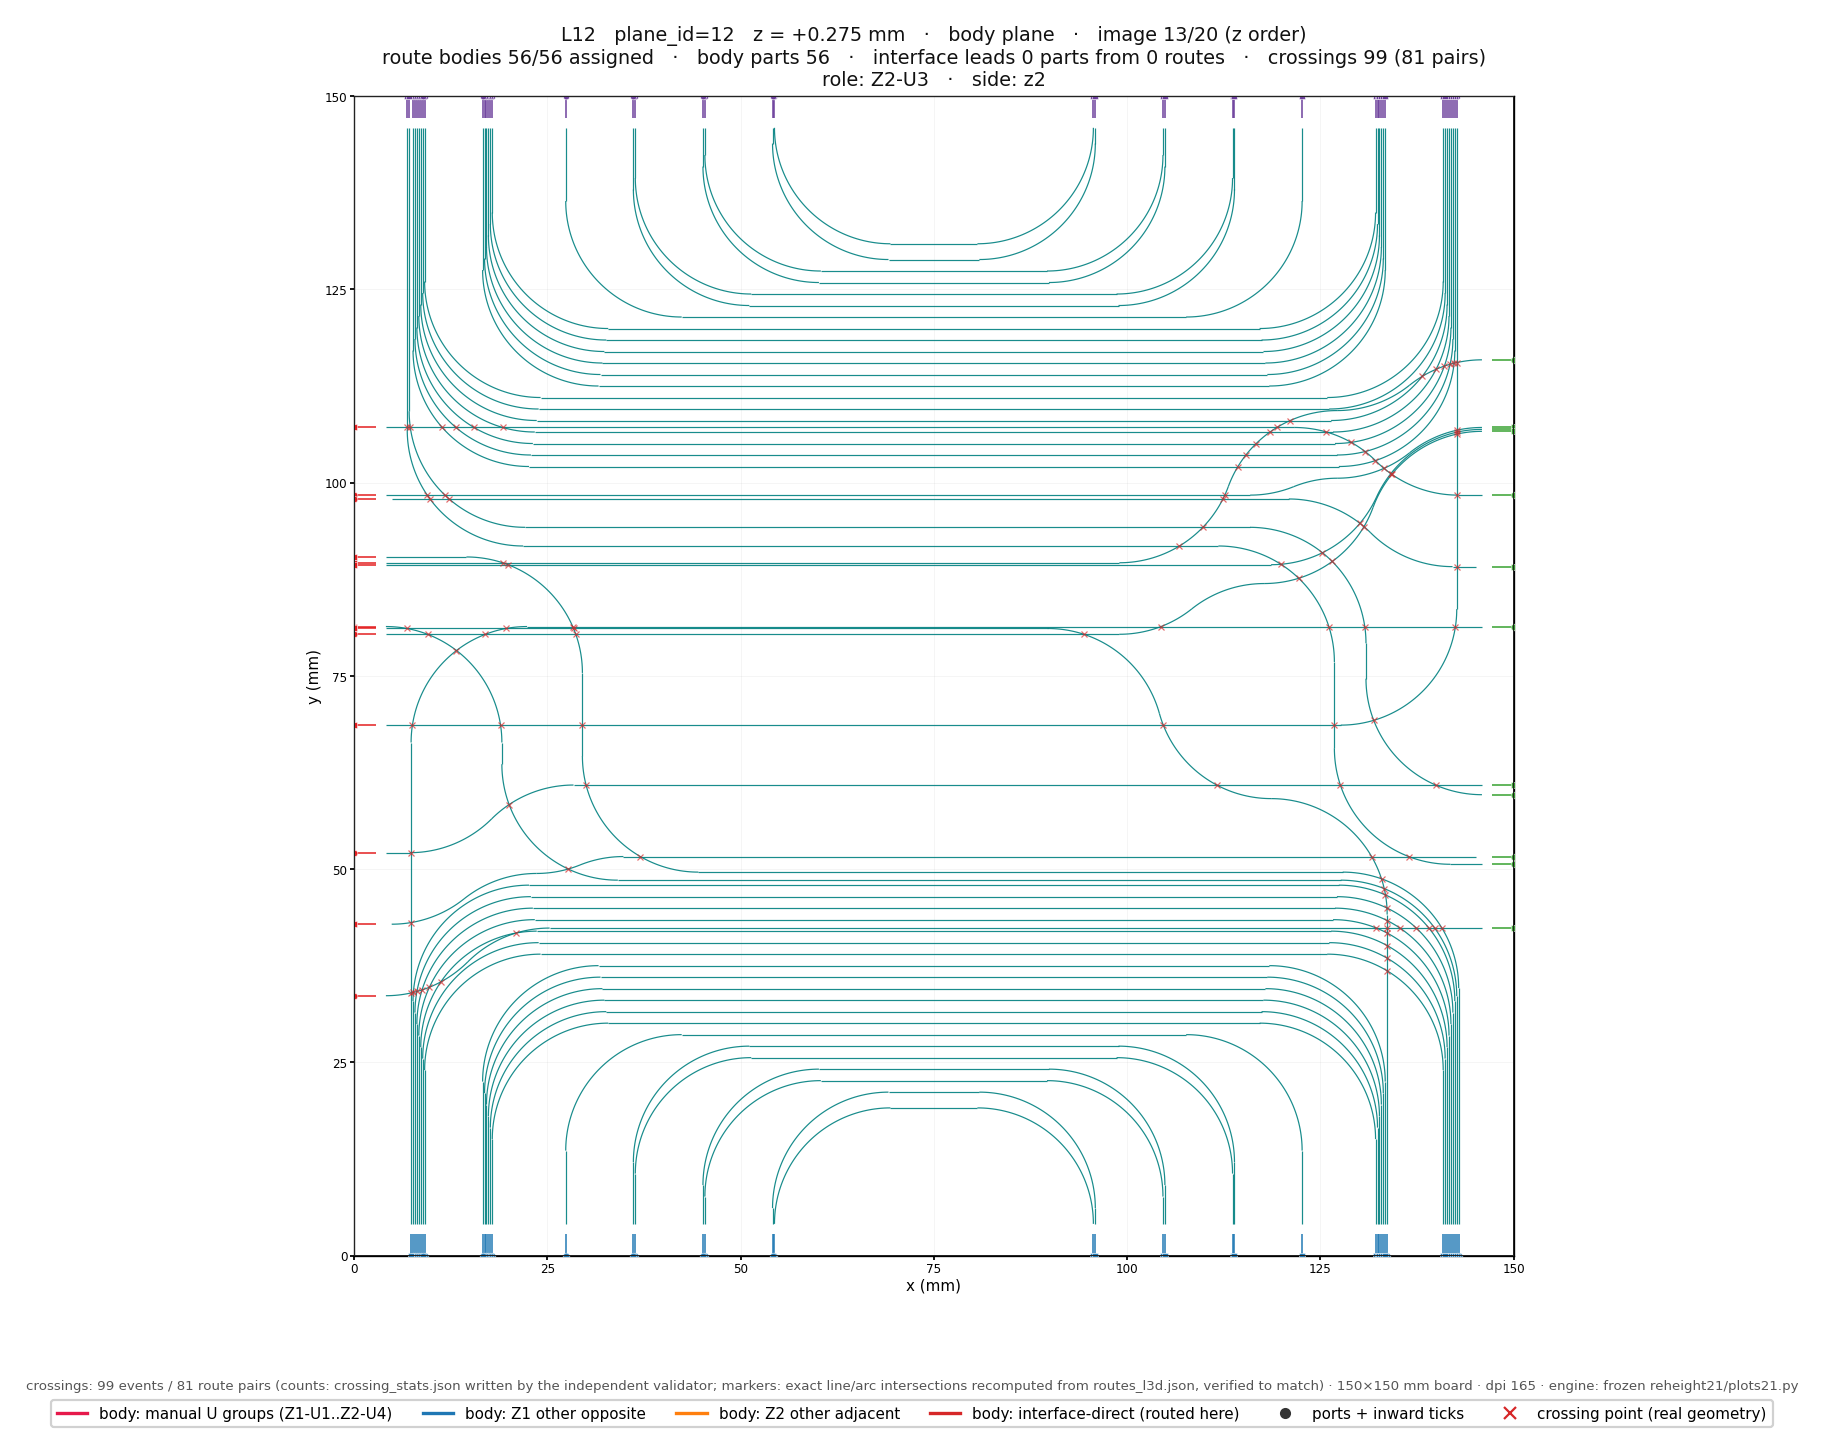 L12 plane_id=12 z = +0.275 mm · body plane · image 13/20 (z order)
route bodies 56/56 assigned · body parts 56 · interface leads 0 parts from 0 routes · crossings 99 (81 pairs)
role: Z2-U3 · side: z2
150
125
100
75
50
25
0
y (mm)
0 25 50 75 100 125 150
x (mm)
crossings: 99 events / 81 route pairs (counts: crossing_stats.json written by the independent validator; markers: exact line/arc intersections recomputed from routes_l3d.json, verified to match) · 150×150 mm board · dpi 165 · engine: frozen reheight21/plots21.py
body: manual U groups (Z1-U1..Z2-U4) body: Z1 other opposite body: Z2 other adjacent body: interface-direct (routed here) ports + inward ticks crossing point (real geometry)